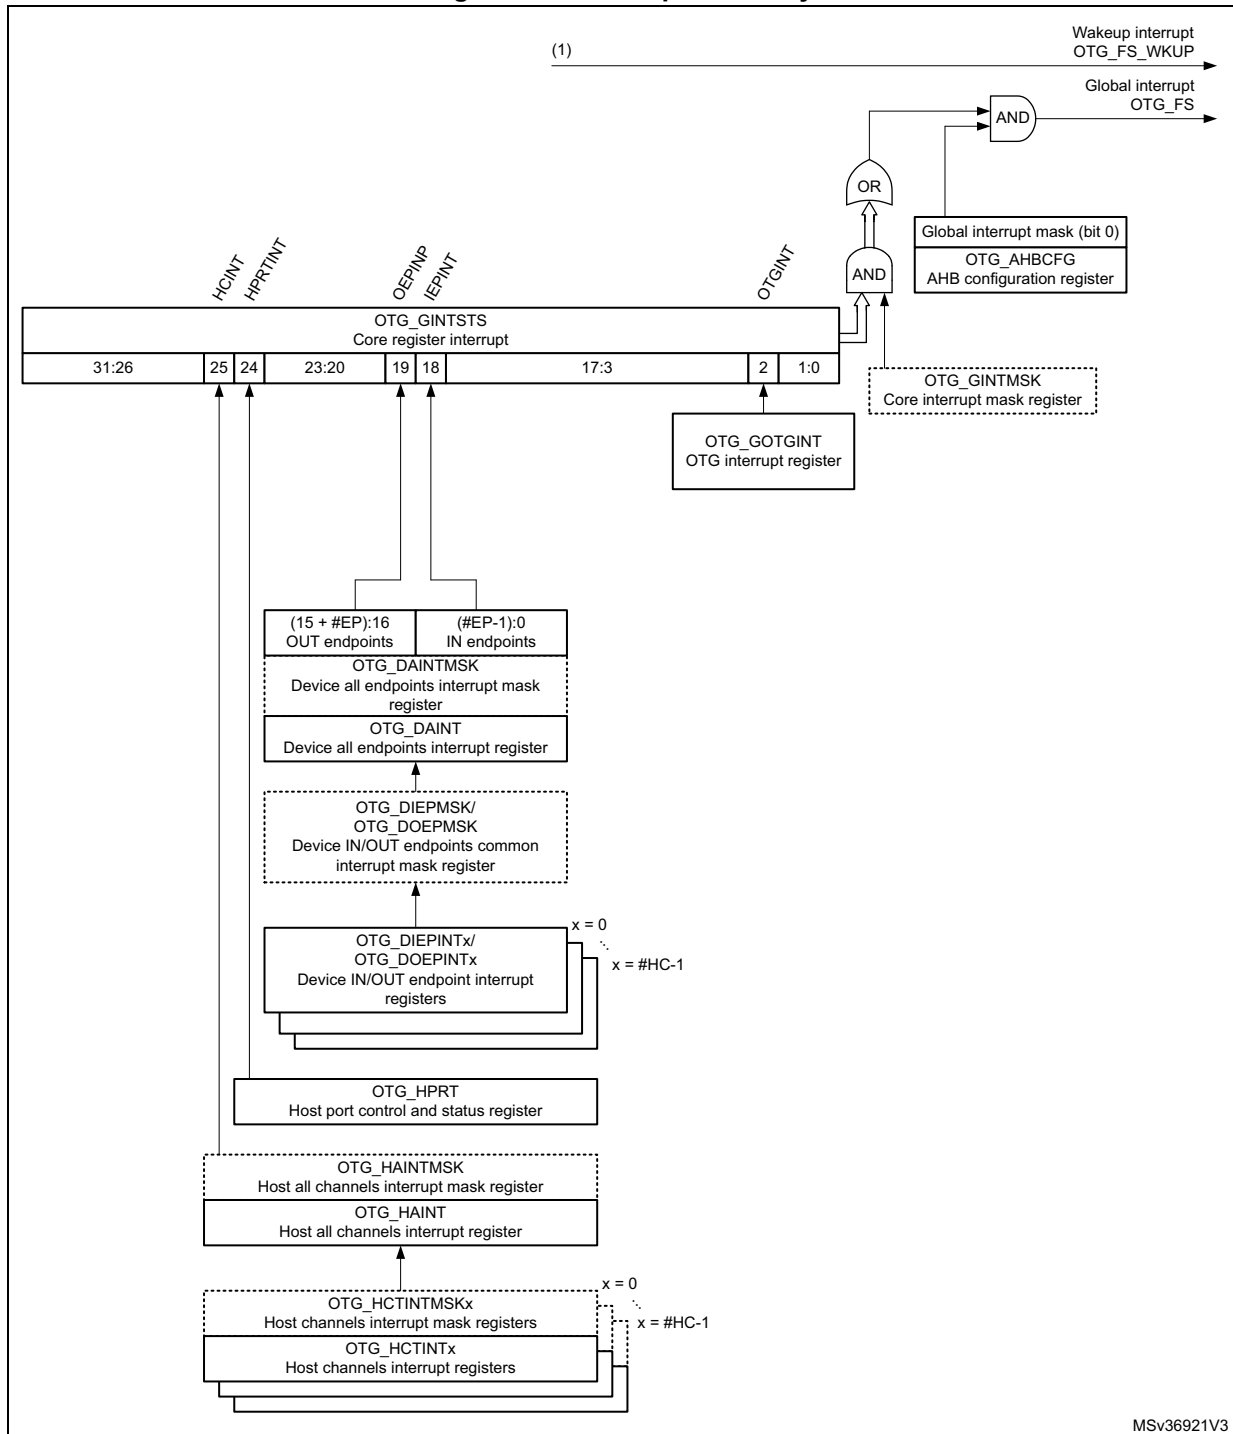 (1)
Wakeup interrupt
OTG_FS_WKUP
Global interrupt
OTG_FS
AND
OR
Global interrupt mask (bit 0)
OTG_AHBCFG
AHB configuration register
AND
HCINT
HPRTINT
OEPINP
IEPINT
OTGINT
OTG_GINTSTS
Core register interrupt
31:26 25 24 23:20 19 18 17:3 2 1:0
OTG_GINTMSK
Core interrupt mask register
OTG_GOTGINT
OTG interrupt register
(15 + #EP):16
OUT endpoints
(#EP-1):0
IN endpoints
OTG_DAINTMSK
Device all endpoints interrupt mask
register
OTG_DAINT
Device all endpoints interrupt register
OTG_DIEPMSK/
OTG_DOEPMSK
Device IN/OUT endpoints common
interrupt mask register
x = 0
x = #HC-1
OTG_DIEPINTx/
OTG_DOEPINTx
Device IN/OUT endpoint interrupt
registers
OTG_HPRT
Host port control and status register
OTG_HAINTMSK
Host all channels interrupt mask register
OTG_HAINT
Host all channels interrupt register
x = 0
x = #HC-1
OTG_HCTINTMSKx
Host channels interrupt mask registers
OTG_HCTINTx
Host channels interrupt registers
MSv36921V3